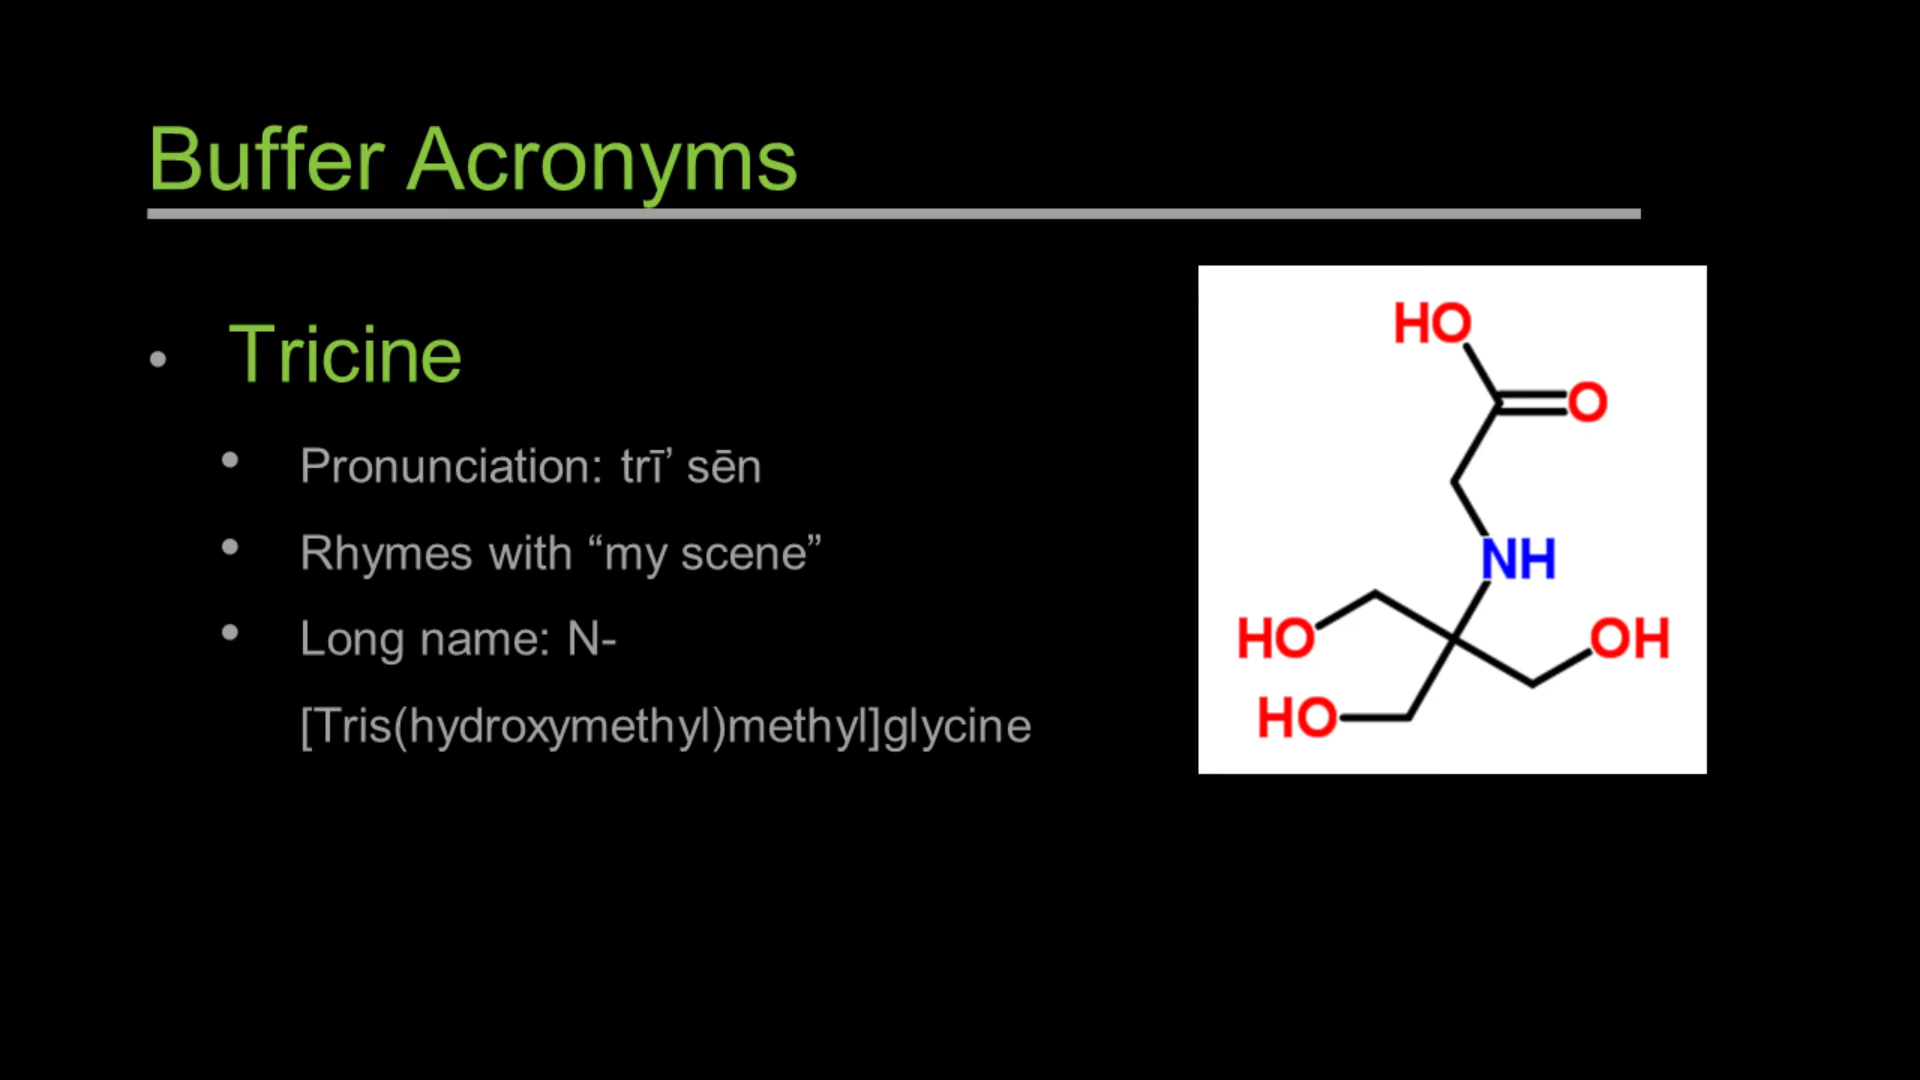 Buffer Acronyms
• Tricine
• Pronunciation: trī’ sēn
• Rhymes with “my scene”
• Long name: N-
[Tris(hydroxymethyl)methyl]glycine
HO
O
NH
HO
OH
HO